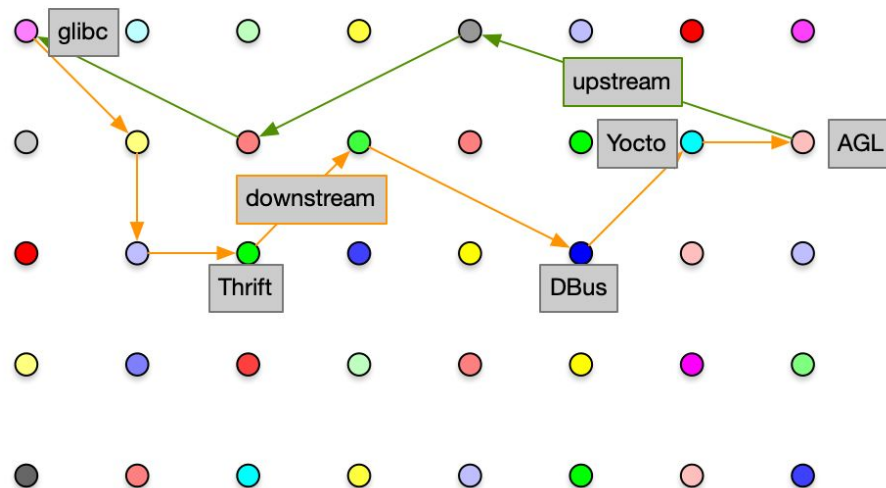 glibc
upstream
Yocto
AGL
downstream
Thrift
DBus